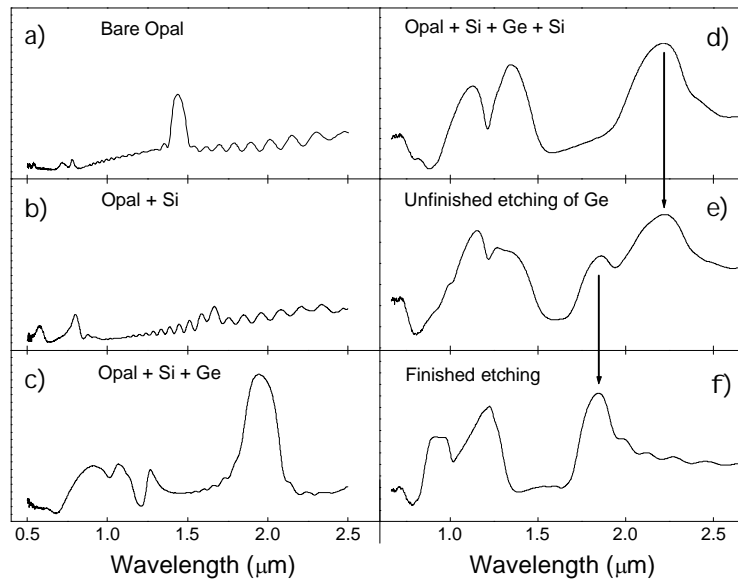 a)
Bare Opal
b)
Opal + Si
c)
Opal + Si + Ge
0.5 1.0 1.5 2.0 2.5
Wavelength (μm)
Opal + Si + Ge + Si
d)
Unfinished etching of Ge
e)
Finished etching
f)
1.0 1.5 2.0 2.5
Wavelength (μm)